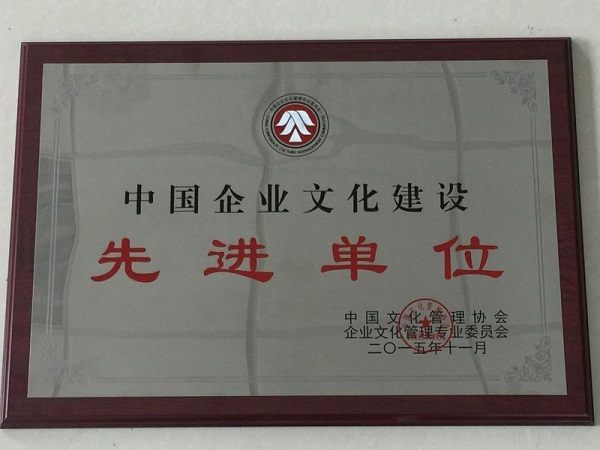 中国企业文化建设
先进单位
中国文化管理协会
企业文化管理专业委员会
二〇一五年十一月